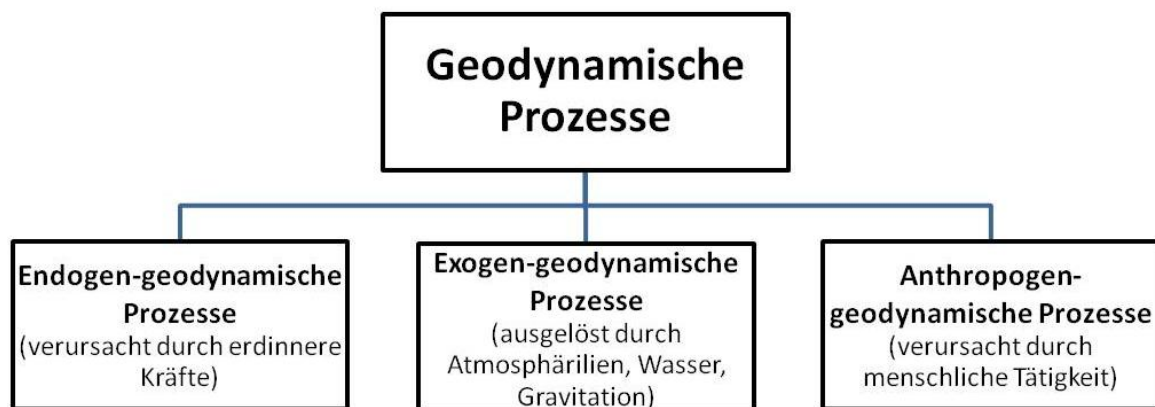 Geodynamische
Prozesse
Endogen-geodynamische
Prozesse
(verursacht durch erdinnere
Kräfte)
Exogen-geodynamische
Prozesse
(ausgelöst durch
Atmosphärilien, Wasser,
Gravitation)
Anthropogen-
geodynamische Prozesse
(verursacht durch
menschliche Tätigkeit)